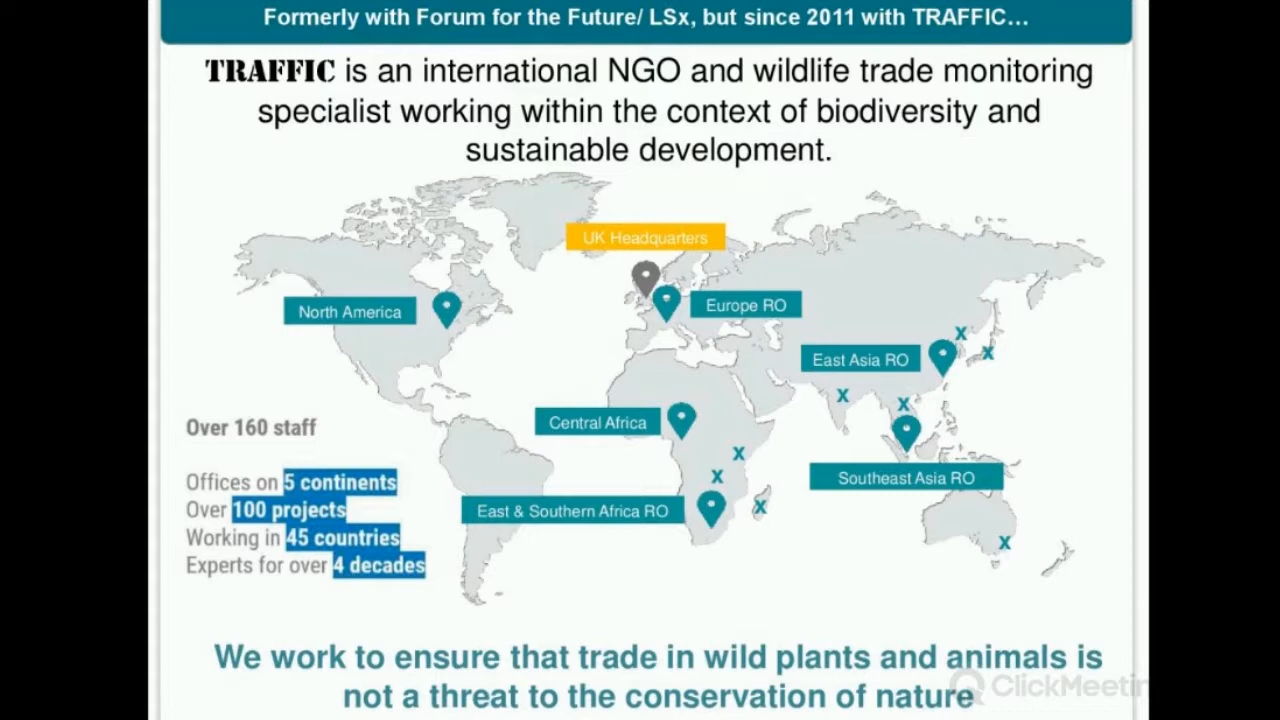 Formerly with Forum for the Future/ LSx, but since 2011 with TRAFFIC…
TRAFFIC is an international NGO and wildlife trade monitoring
specialist working within the context of biodiversity and
sustainable development.
UK Headquarters
North America
Europe RO
X
East Asia RO
X
X
X
Central Africa
Over 160 staff
X
Southeast Asia RO
X
Offices on 5 continents
Over 100 projects
East & Southern Africa RO
X
Working in 45 countries
X
Experts for over 4 decades
We work to ensure that trade in wild plants and animals is
not a threat to the conservation of nature
ClickMeetin